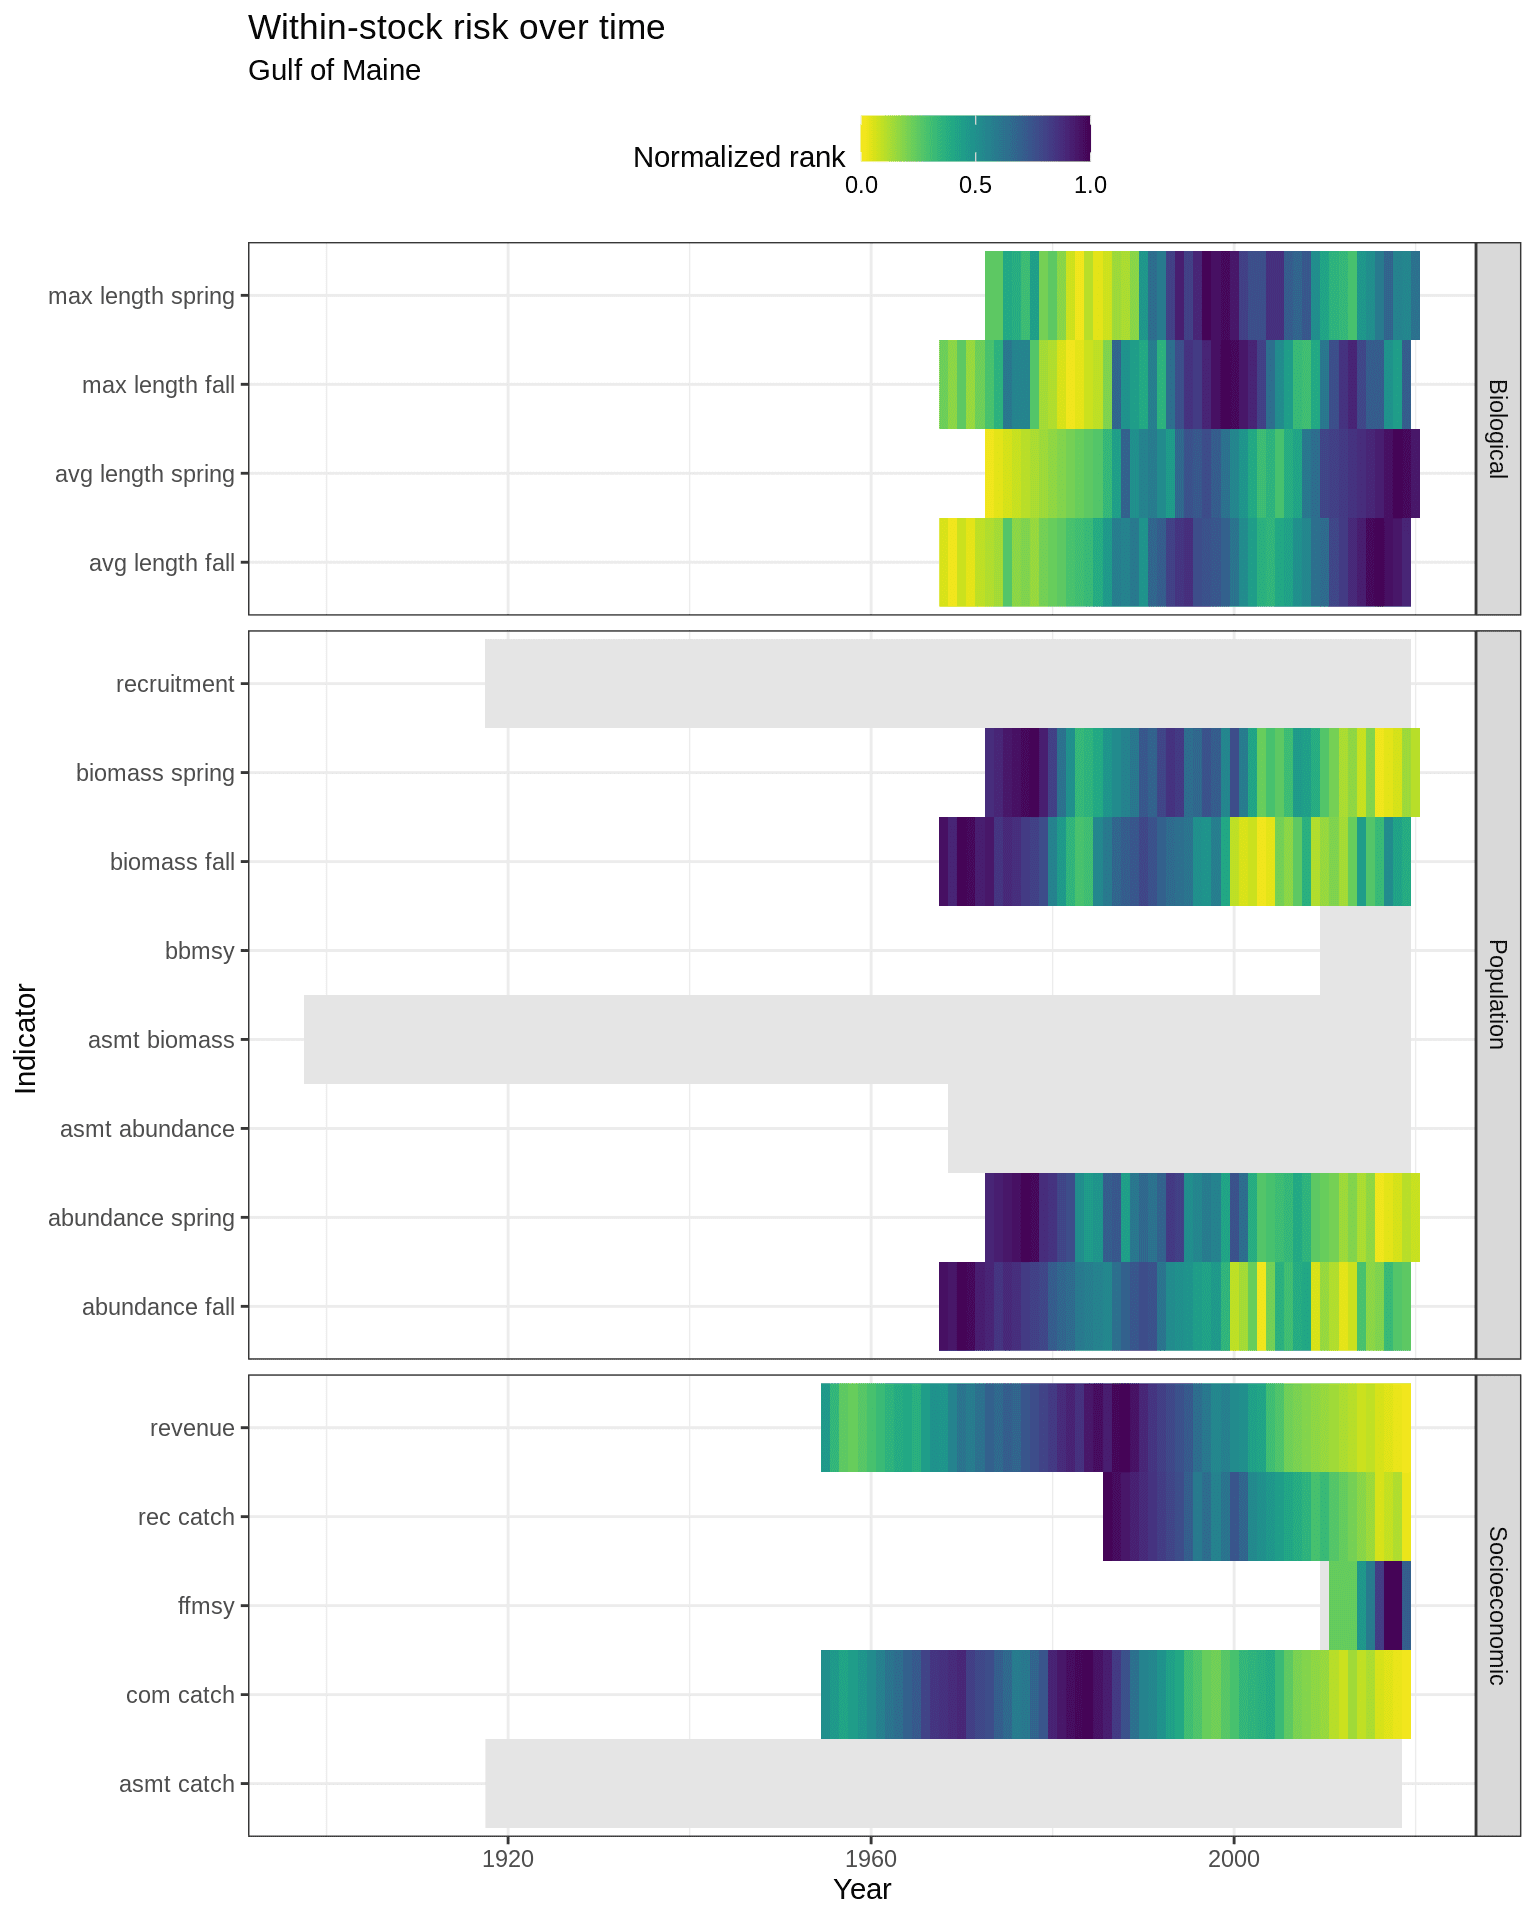 Within-stock risk over time
Gulf of Maine
Normalized rank
0.0 0.5 1.0
max length spring
max length fall
avg length spring
avg length fall
Biological
recruitment
biomass spring
biomass fall
bbmsy
asmt biomass
asmt abundance
abundance spring
abundance fall
Population
revenue
rec catch
ffmsy
com catch
asmt catch
Socioeconomic
Indicator
1920 1960 2000
Year